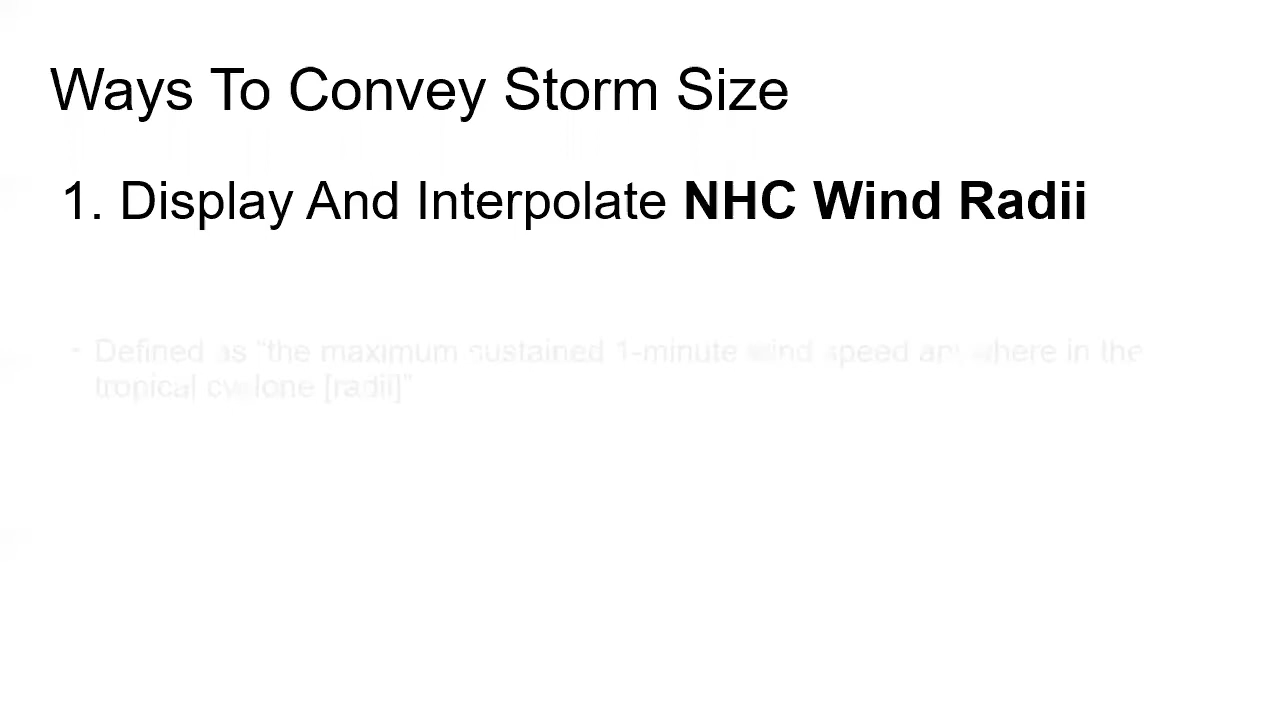 Ways To Convey Storm Size
1. Display And Interpolate NHC Wind Radii
- Defined as “the maximum sustained 1-minute wind speed anywhere in the
tropical cyclone [radii]”